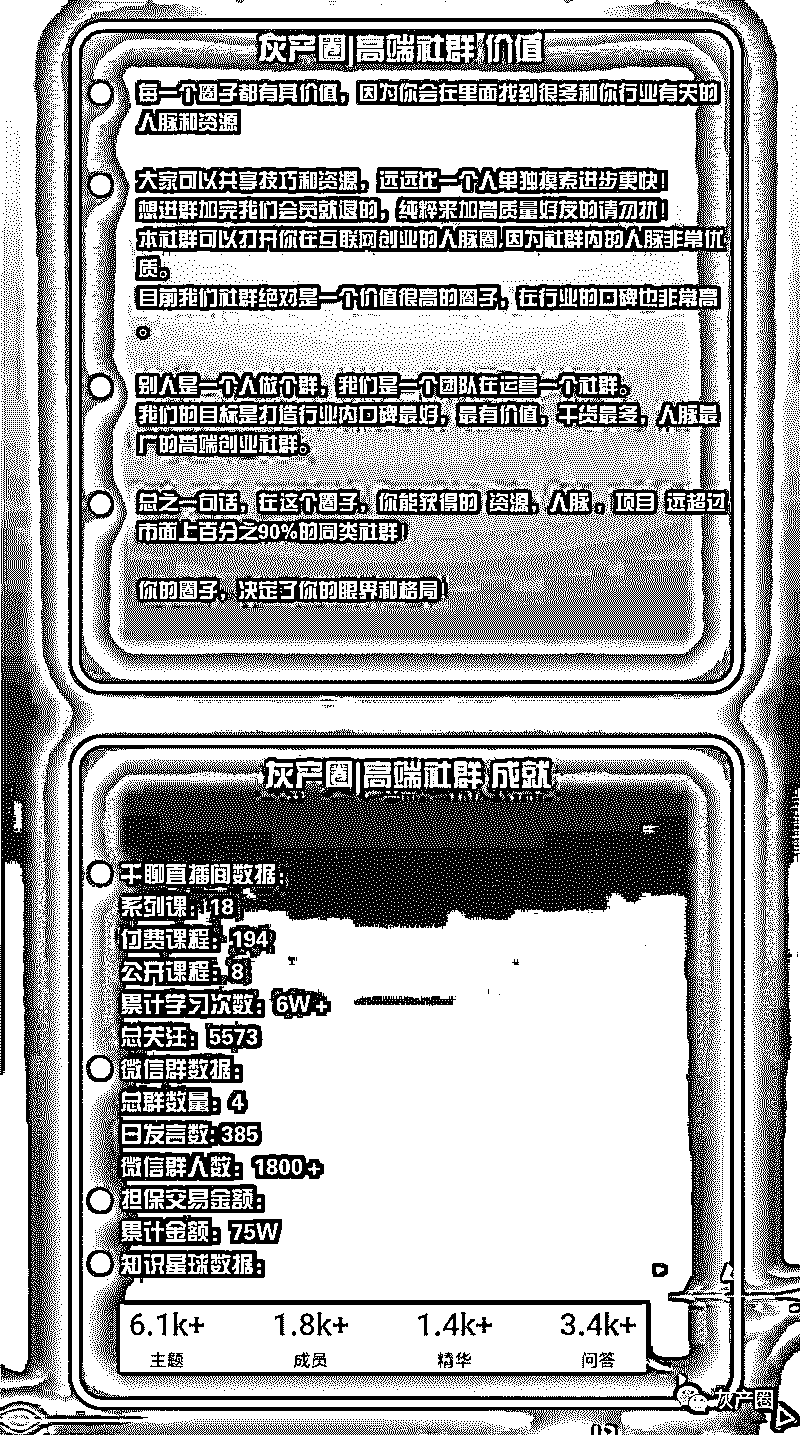 灰产圈|高端社群 价值
每一个圈子都有其价值，因为你会在里面找到很多和你行业有关的
人脉和资源
大家可以共享技巧和资源，远远比一个人单独摸索进步更快！
想进群加完我们会员就退的，纯粹来加高质量好友的请勿扰！
本社群可以打开你在互联网创业的人脉圈,因为社群内的人脉非常优
质。
目前我们社群绝对是一个价值很高的圈子，在行业的口碑也非常高
。
别人是一个人做个群，我们是一个团队在运营一个社群。
我们的目标是打造行业内口碑最好，最有价值，干货最多，人脉最
广的高端创业社群。
总之一句话，在这个圈子，你能获得的 资源，人脉，项目 远超过
市面上百分之90%的同类社群！
你的圈子，决定了你的眼界和格局！
灰产圈|高端社群 成就
千聊直播间数据：
系列课：18
付费课程：194
公开课程：8
累计学习次数：6W+
总关注：5573
微信群数据：
总群数量：4
日发言数:385
微信群人数：1800+
担保交易金额：
累计金额：75W
知识星球数据：
6.1k+ 1.8k+ 1.4k+ 3.4k+
主题 成员 精华 问答
灰产圈